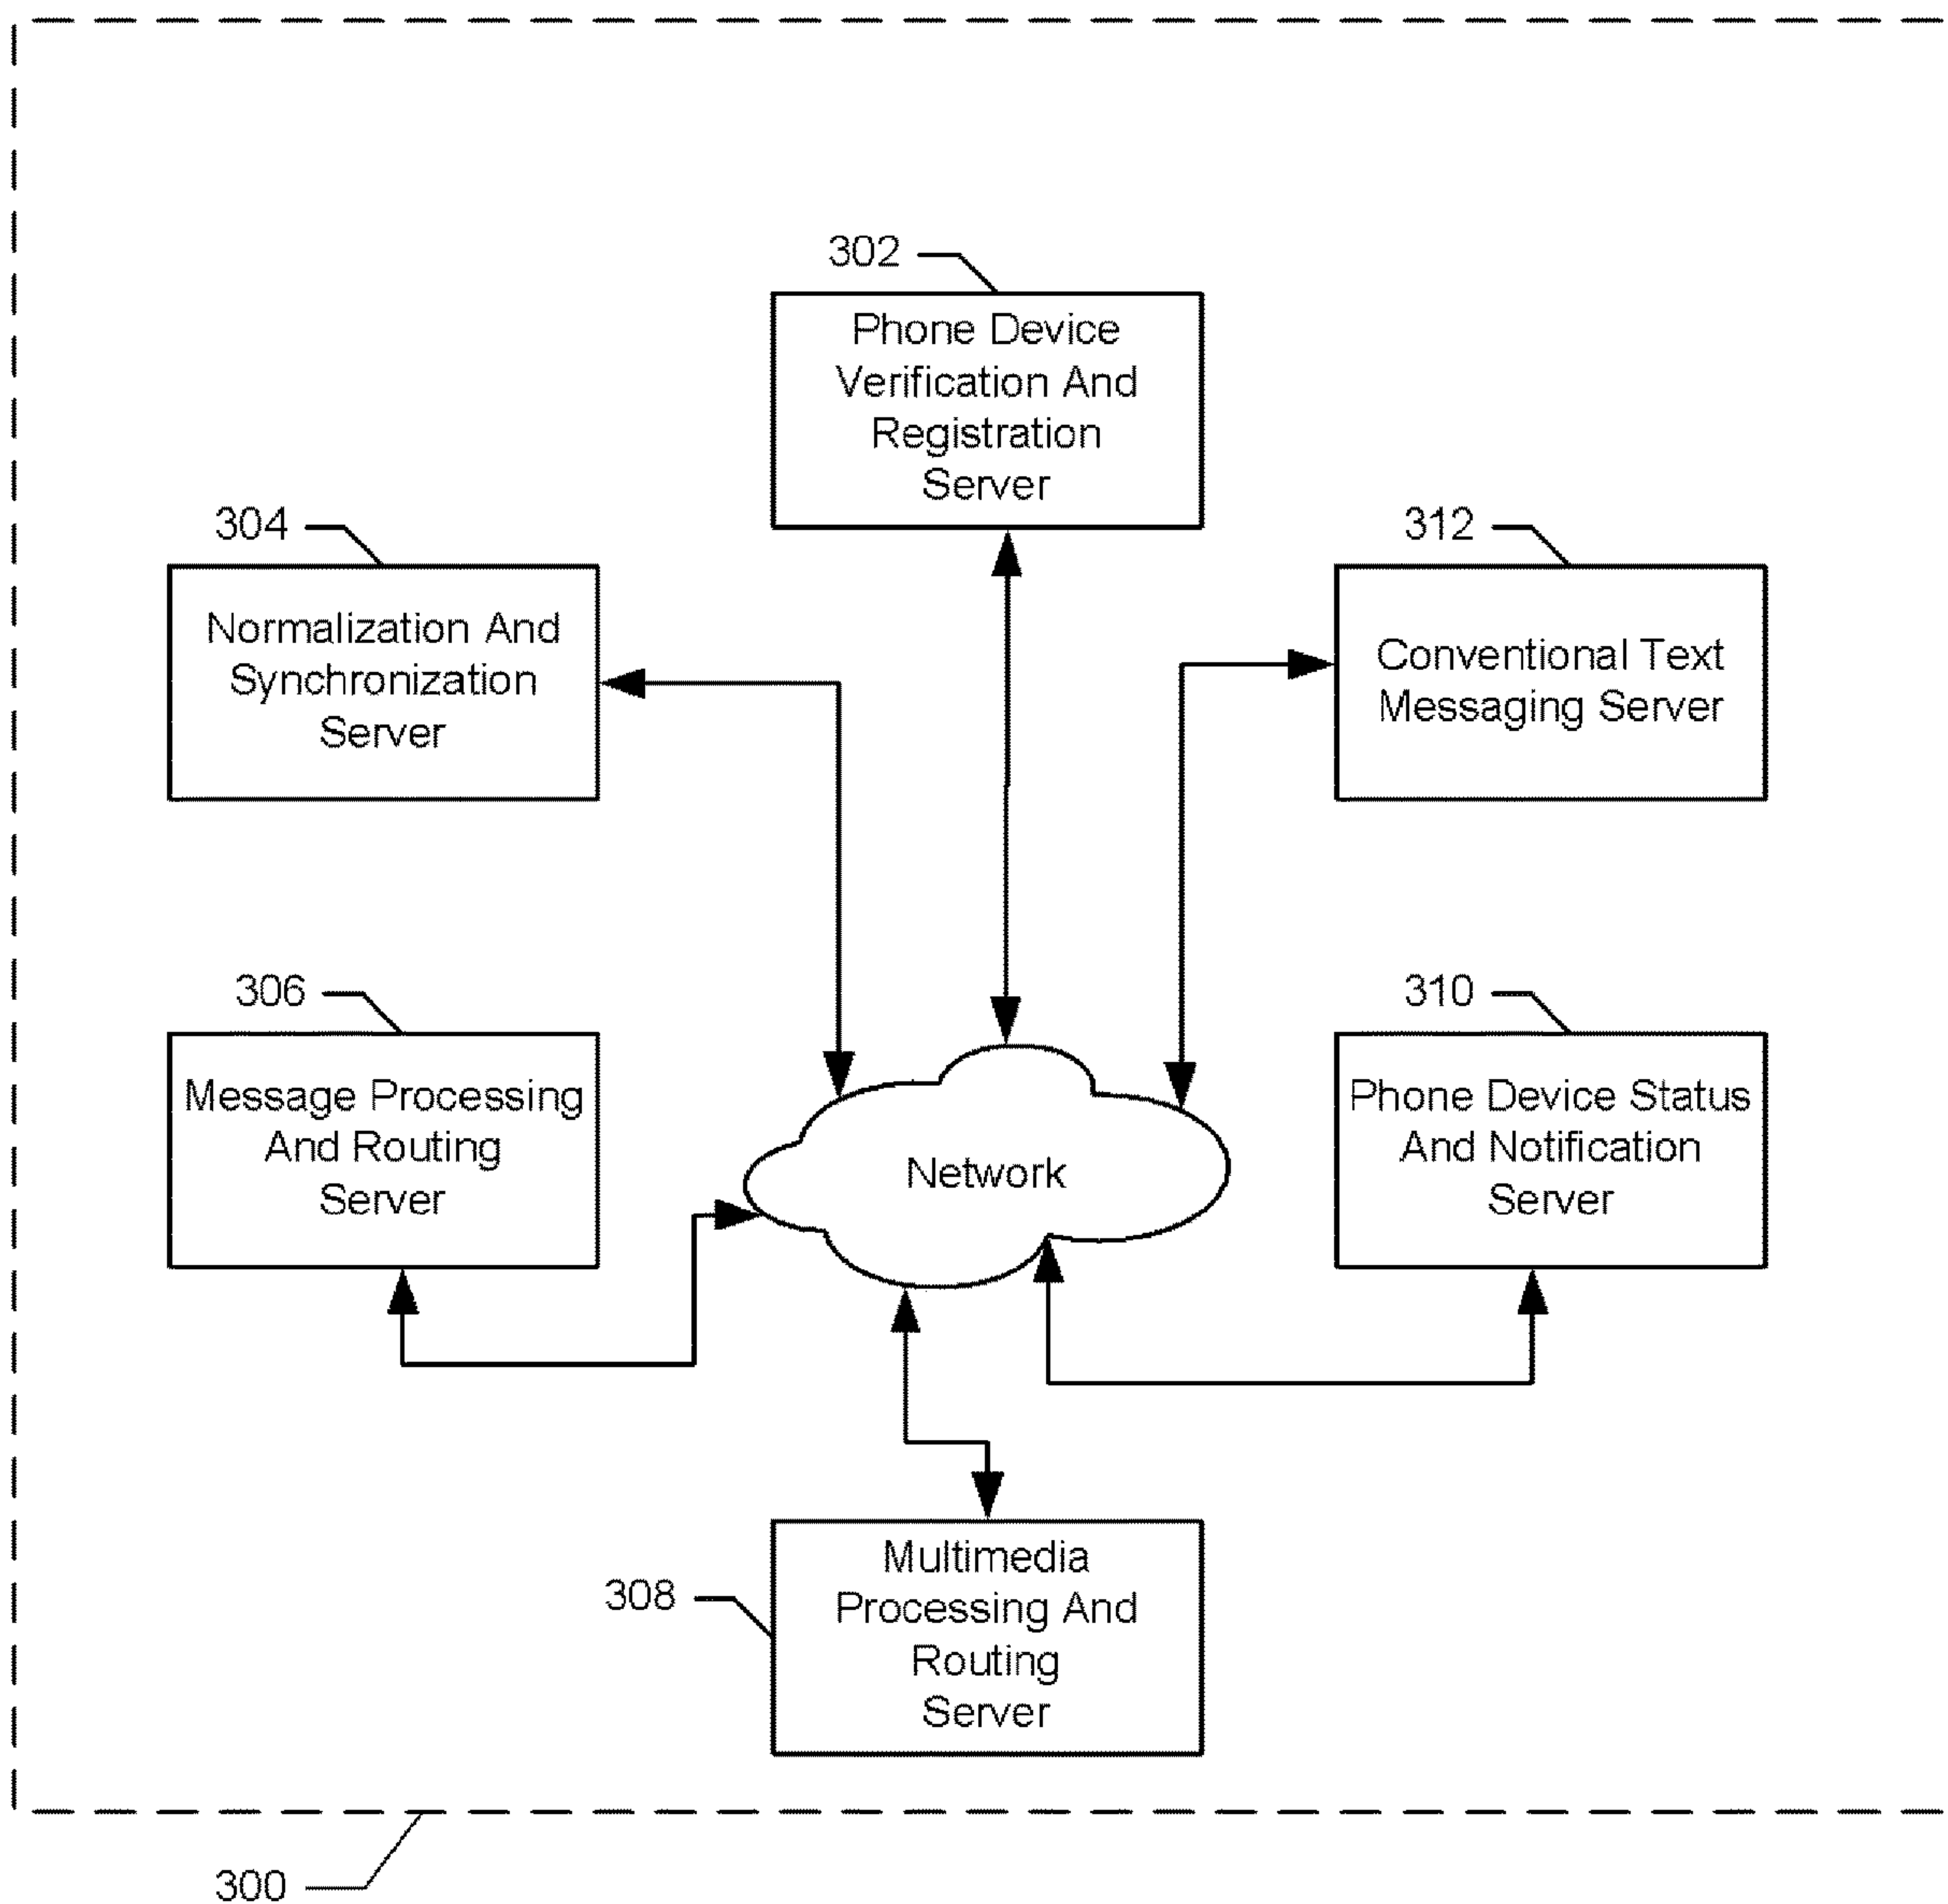 302
Phone Device
Verification And
Registration
Server
304
Normalization And
Synchronization
Server
312
Conventional Text
Messaging Server
306
Message Processing
And Routing
Server
Network
310
Phone Device Status
And Notification
Server
308
Multimedia
Processing And
Routing
Server
300